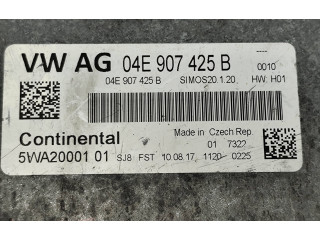 VW AG 04E 907 425 B
04E 907 425 B SIMOS20.1.20 0010
HW: H01
Continental Made in Czech Rep.
01 7322
5WA20001 01 SJ8 FST 10.08.17 1120 0225